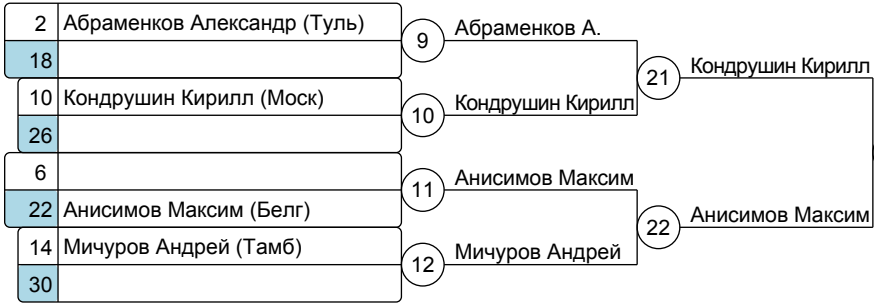 2 Абраменков Александр (Туль)
18
9 Абраменков А.
10 Кондрушин Кирилл (Моск)
26
10 Кондрушин Кирилл
21 Кондрушин Кирилл
6
22 Анисимов Максим (Белг)
11 Анисимов Максим
14 Мичуров Андрей (Тамб)
30
12 Мичуров Андрей
22 Анисимов Максим